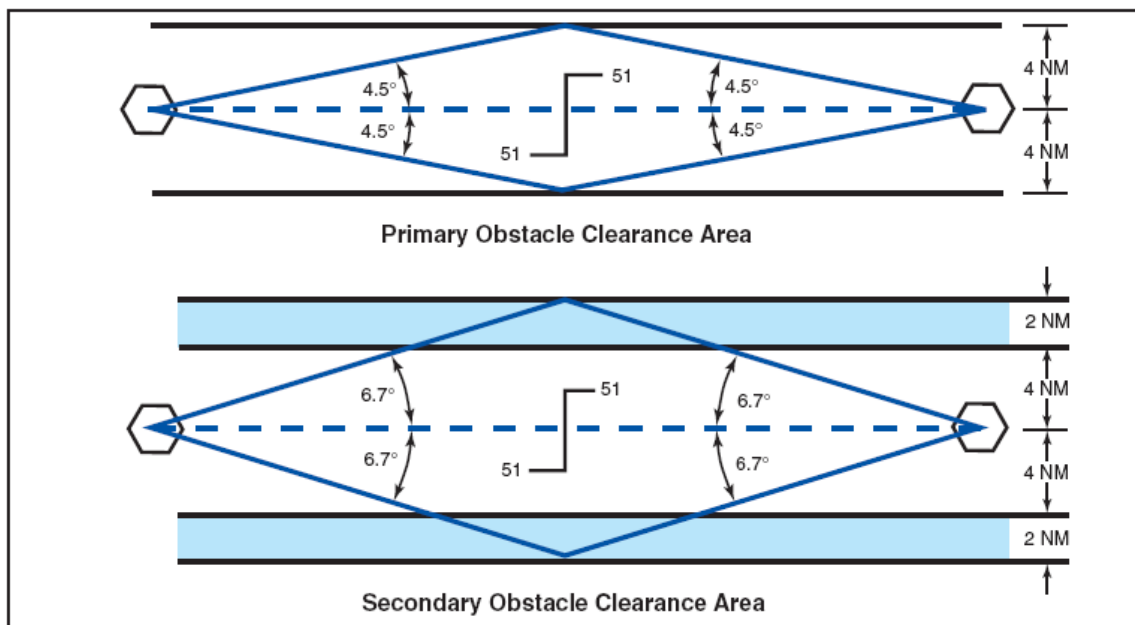 51
4.5° 4.5°
4 NM
4.5° 4.5°
51
4 NM
Primary Obstacle Clearance Area
2 NM
51
6.7° 6.7°
4 NM
6.7° 6.7°
51
4 NM
2 NM
Secondary Obstacle Clearance Area